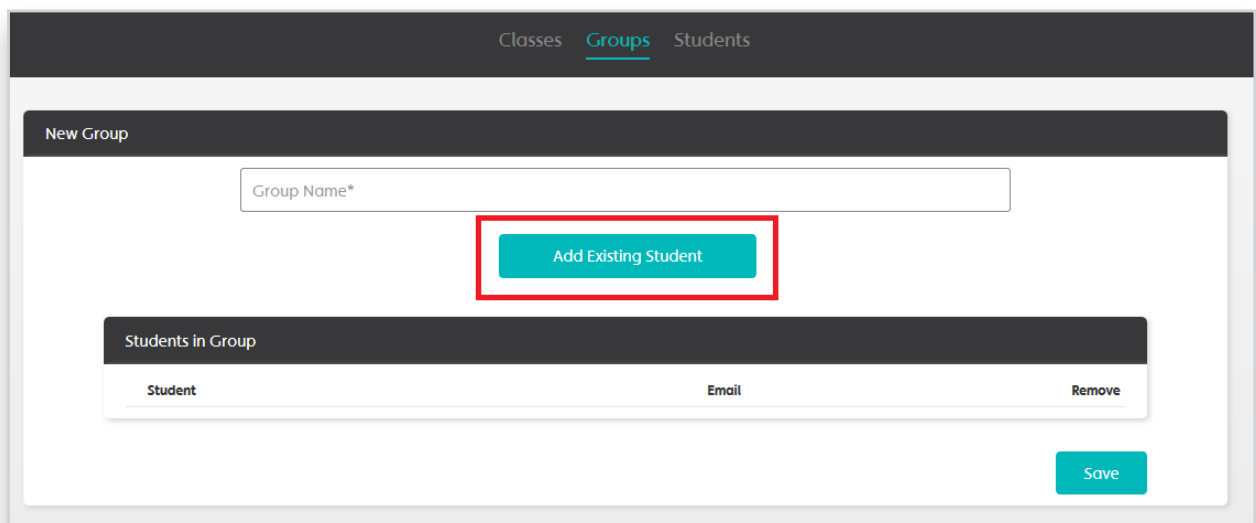 Classes Groups Students
New Group
Group Name*
Add Existing Student
Students in Group
Student Email Remove
Save